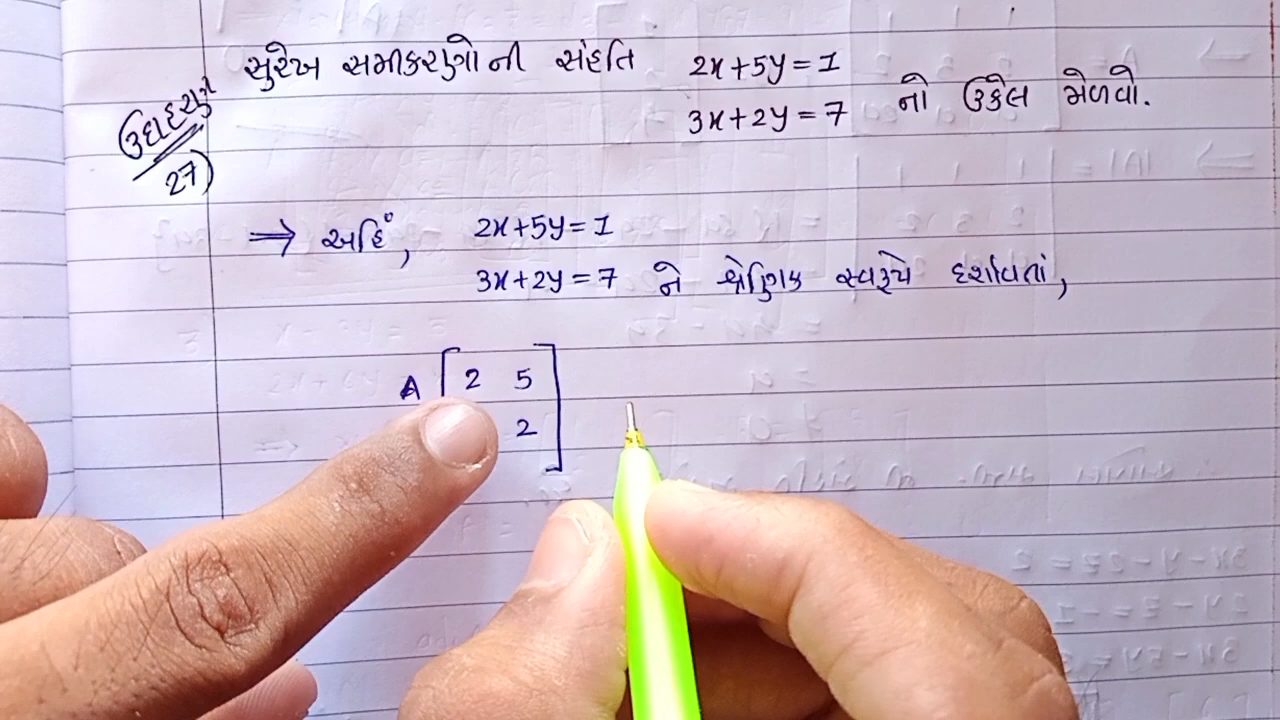 સુરેખ સમીકરણોની સંહતિ 2x+5y=1
3x+2y=7 નો ઉકેલ મેળવો.
ઉદાહરણ
27)
⇒ અહિં, 2x+5y=1
3x+2y=7 ને શ્રેણિક સ્વરૂપે દર્શાવતાં,
A [ 2 5
2 ]